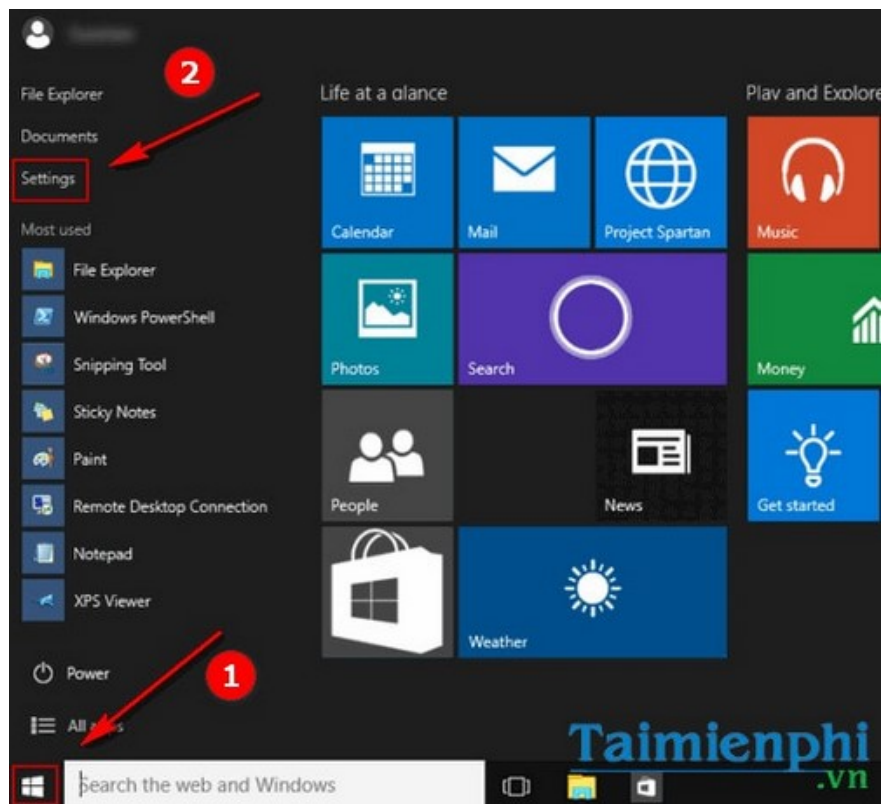 2
File Explorer
Documents
Settings
Most used
File Explorer
Windows PowerShell
Snipping Tool
Sticky Notes
Paint
Remote Desktop Connection
Notepad
XPS Viewer
1
Power
All
Search the web and Windows
Life at a glance
Calendar
Mail
Project Spartan
Photos
Search
People
News
Weather
Play and Explore
Music
Money
Get started
Taimienphi
.vn